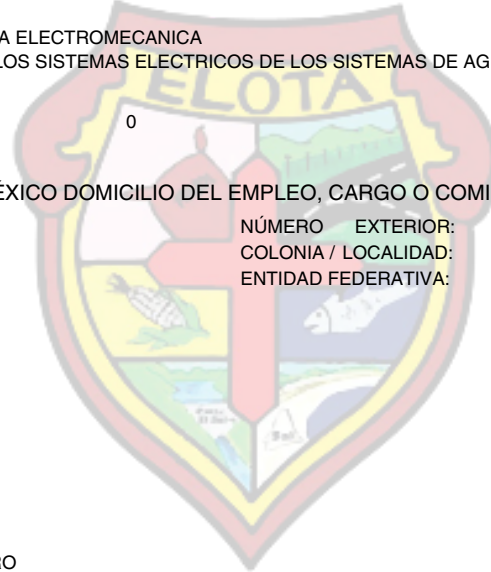 A ELECTROMECANICA
LOS SISTEMAS ELECTRICOS DE LOS SISTEMAS DE AG
ELOTA
0
ÉXICO DOMICILIO DEL EMPLEO, CARGO O COMI
NÚMERO EXTERIOR:
COLONIA / LOCALIDAD:
ENTIDAD FEDERATIVA:
RO